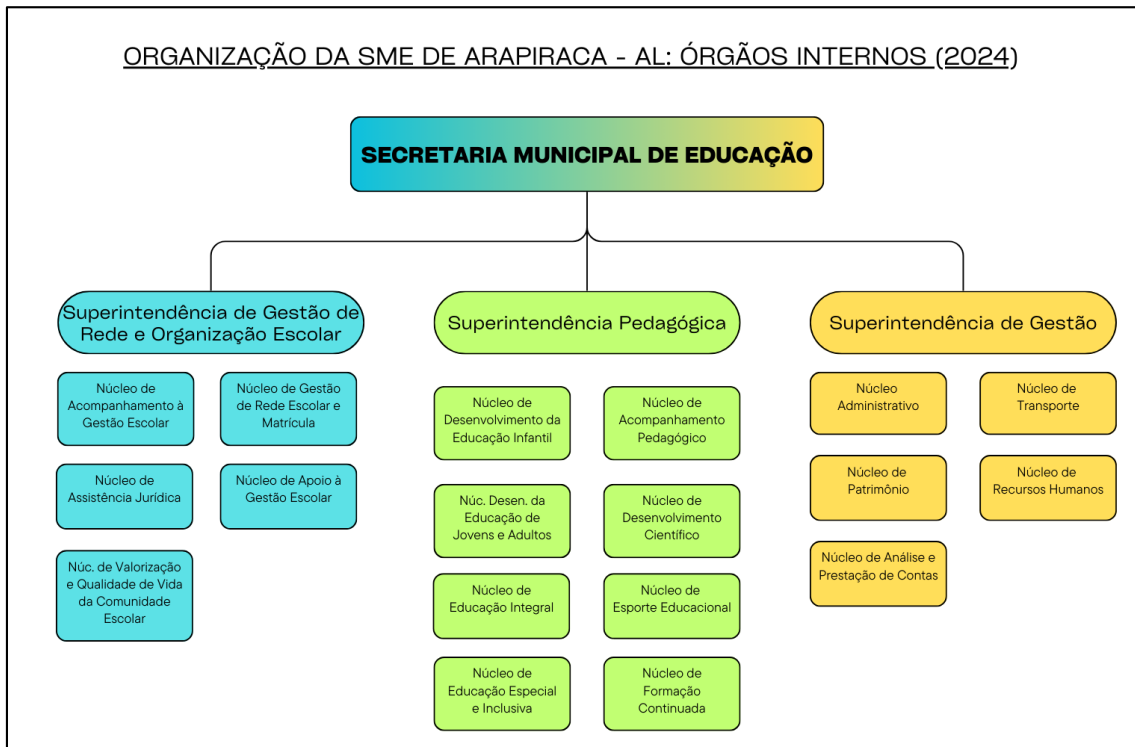 ORGANIZAÇÃO DA SME DE ARAPIRACA - AL: ÓRGÃOS INTERNOS (2024)
SECRETARIA MUNICIPAL DE EDUCAÇÃO
Superintendência de Gestão de
Rede e Organização Escolar
Núcleo de
Acompanhamento à
Gestão Escolar
Núcleo de Gestão
de Rede Escolar e
Matrícula
Núcleo de
Assistência Jurídica
Núcleo de Apoio à
Gestão Escolar
Núc. de Valorização
e Qualidade de Vida
da Comunidade
Escolar
Superintendência Pedagógica
Núcleo de
Desenvolvimento da
Educação Infantil
Núcleo de
Acompanhamento
Pedagógico
Núc. Desen. da
Educação de
Jovens e Adultos
Núcleo de
Desenvolvimento
Científico
Núcleo de
Educação Integral
Núcleo de
Esporte Educacional
Núcleo de
Educação Especial
e Inclusiva
Núcleo de
Formação
Continuada
Superintendência de Gestão
Núcleo
Administrativo
Núcleo de
Transporte
Núcleo de
Patrimônio
Núcleo de
Recursos Humanos
Núcleo de Análise e
Prestação de Contas